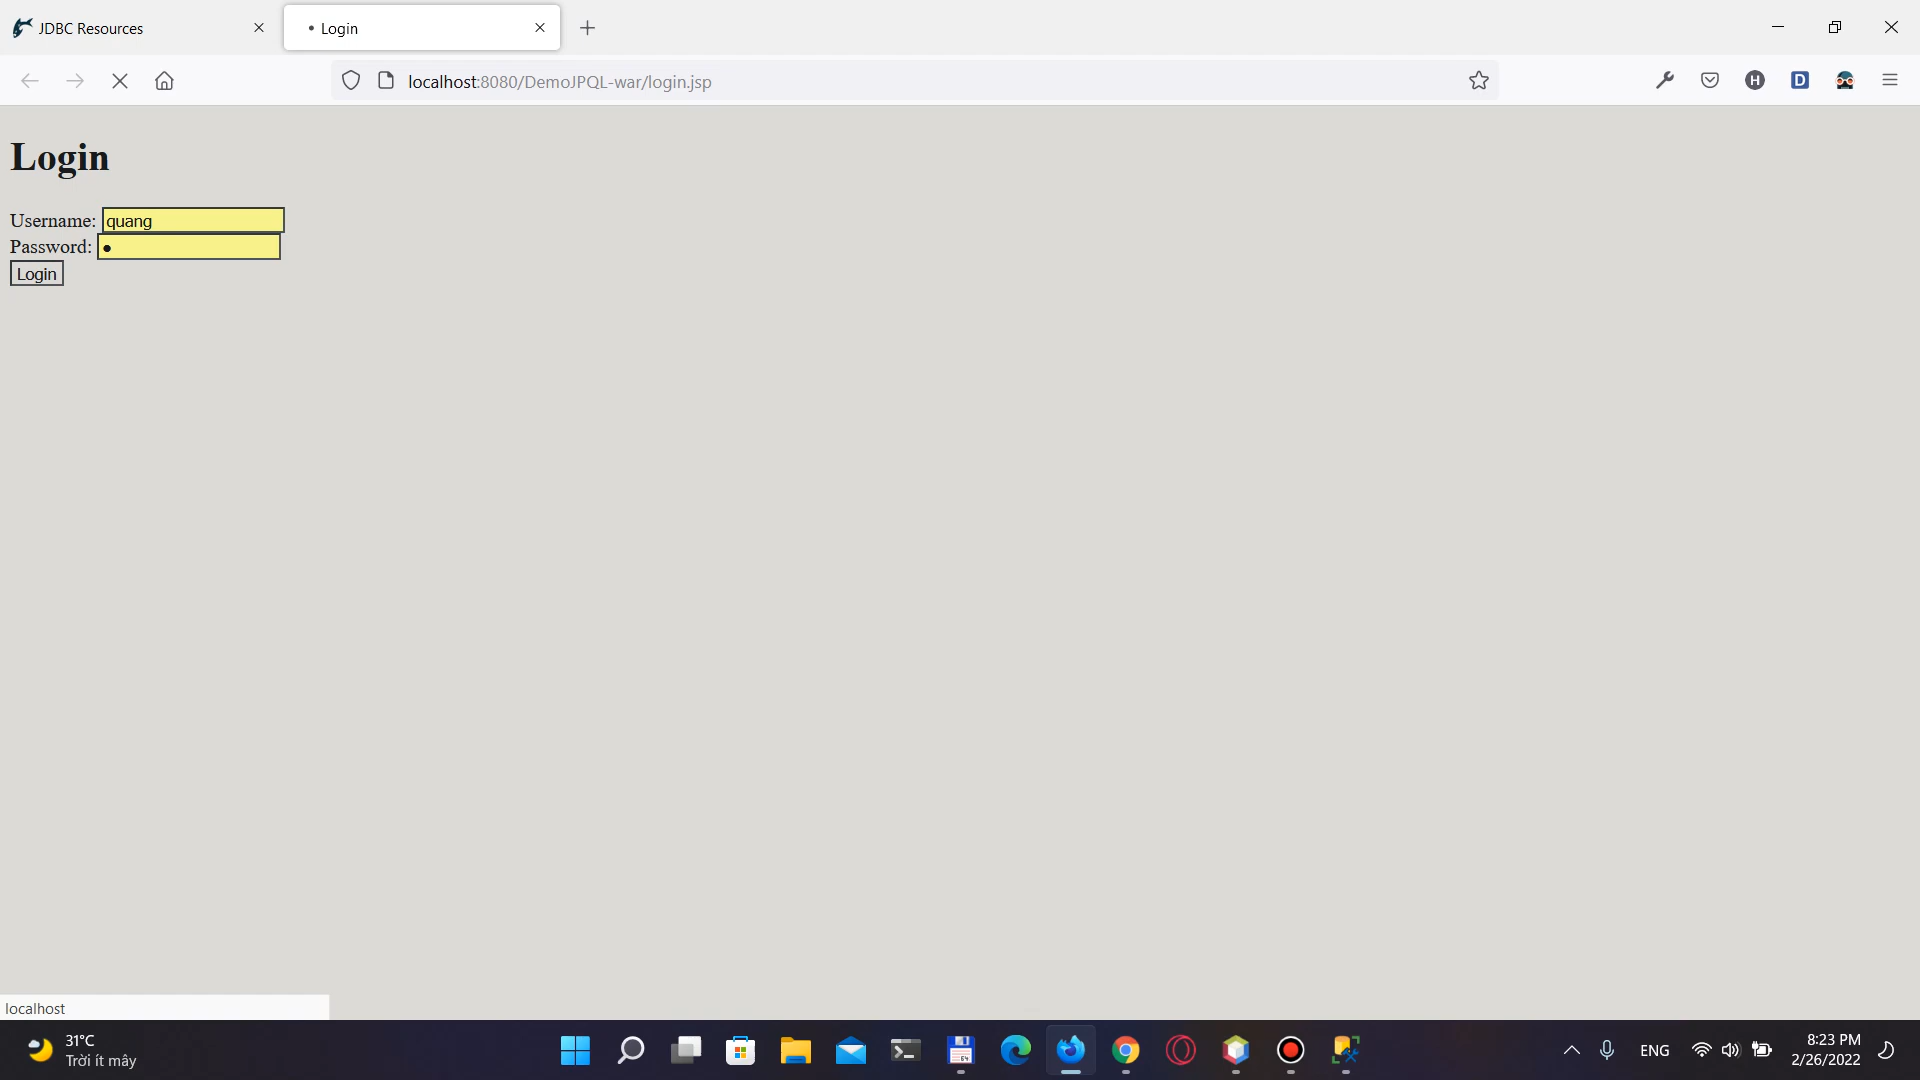 JDBC Resources
Login
localhost:8080/DemoJPQL-war/login.jsp
H
D
Login
Username: quang
Password: ●
Login
localhost
31°C
Trời ít mây
64
ENG
8:23 PM
2/26/2022